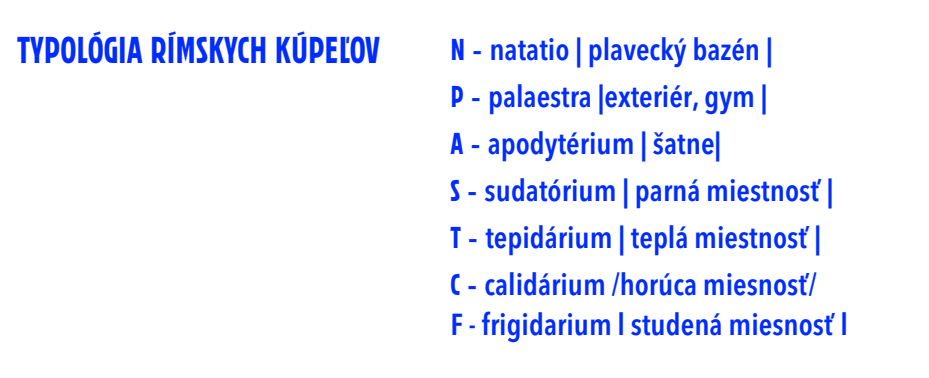 TYPOLÓGIA RÍMSKYCH KÚPEĽOV
N - natatio | plavecký bazén |
P - palaestra |exteriér, gym |
A - apodytérium | šatne|
S - sudatórium | parná miestnosť |
T - tepidárium | teplá miestnosť |
C - calidárium /horúca miesnosť/
F - frigidarium l studená miesnosť l